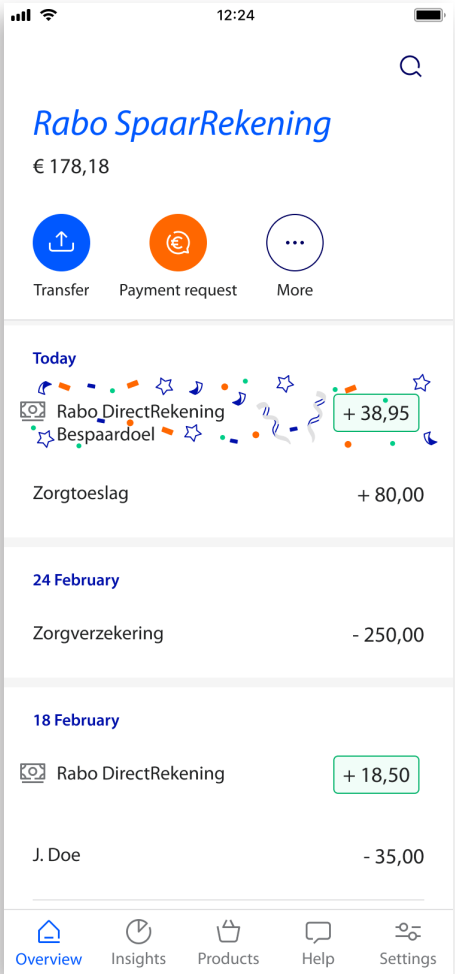 12:24
Rabo SpaarRekening
€ 178,18
Transfer
Payment request
More
Today
Rabo DirectRekening
Bespaardoel
+ 38,95
Zorgtoeslag
+ 80,00
24 February
Zorgverzekering
- 250,00
18 February
Rabo DirectRekening
+ 18,50
J. Doe
- 35,00
Overview
Insights
Products
Help
Settings